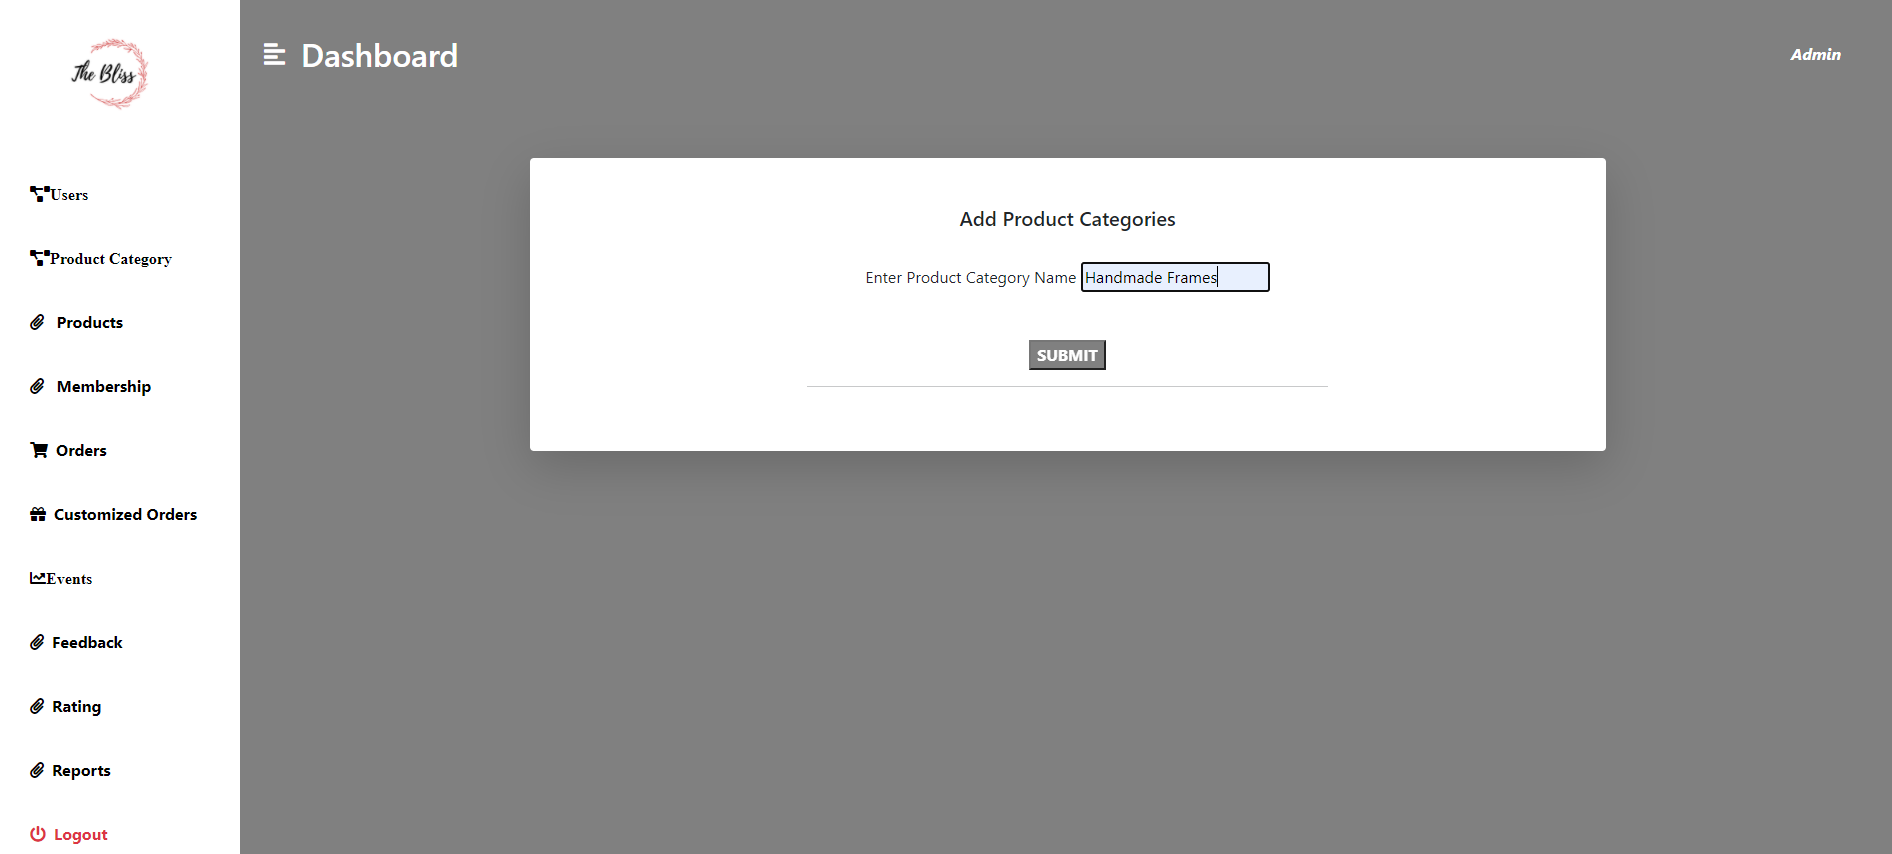 The Bliss
Users
Product Category
Products
Membership
Orders
Customized Orders
Events
Feedback
Rating
Reports
Logout
Dashboard
Admin
Add Product Categories
Enter Product Category Name Handmade Frames
SUBMIT